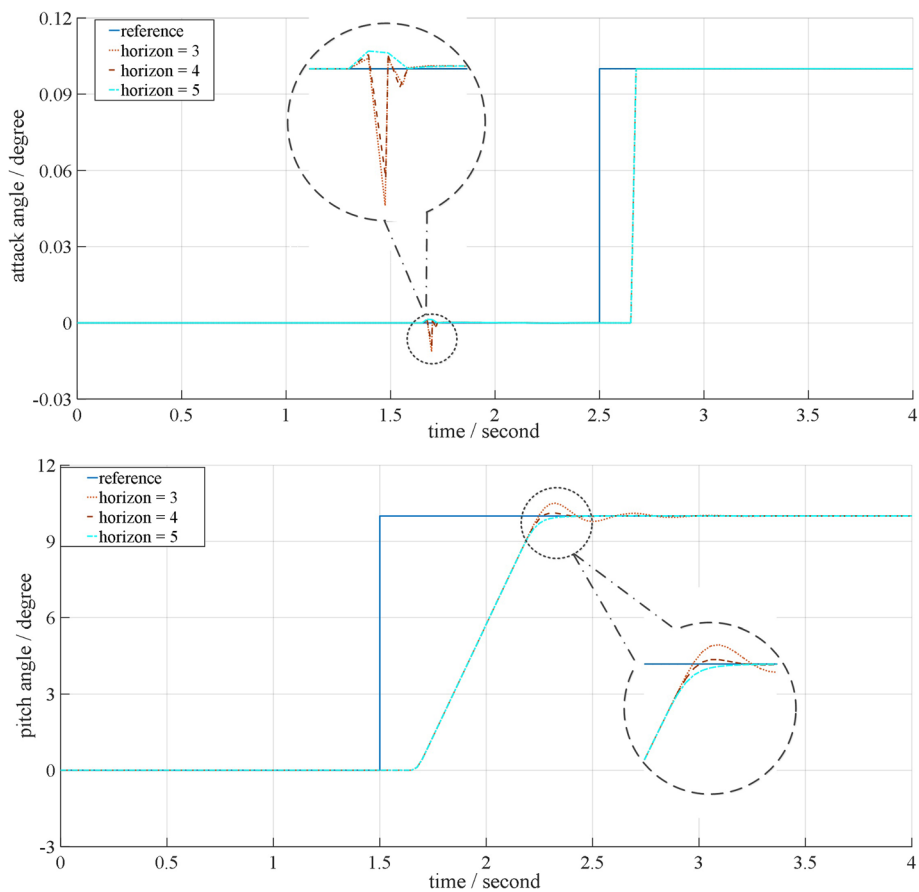 0.12
reference
horizon = 3
horizon = 4
horizon = 5
0.09
0.06
0.03
0
-0.03
attack angle / degree
0 0.5 1 1.5 2 2.5 3 3.5 4
time / second
12
reference
horizon = 3
horizon = 4
horizon = 5
9
6
3
0
-3
pitch angle / degree
0 0.5 1 1.5 2 2.5 3 3.5 4
time / second